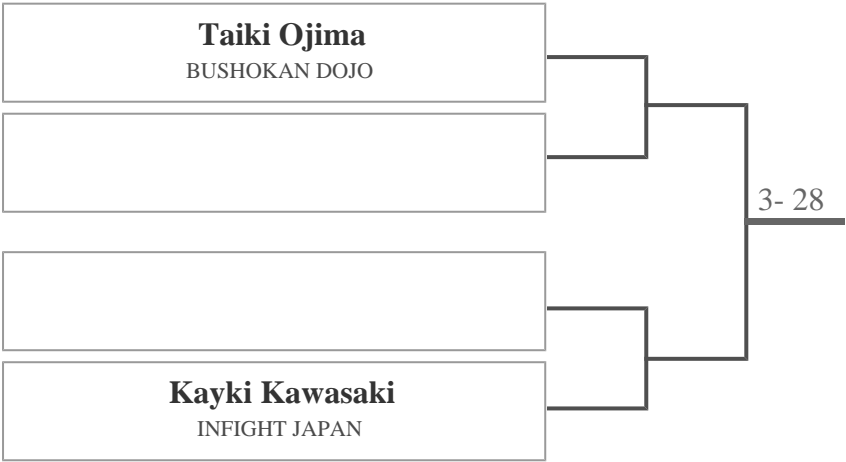 Taiki Ojima
BUSHOKAN DOJO
3- 28
Kayki Kawasaki
INFIGHT JAPAN